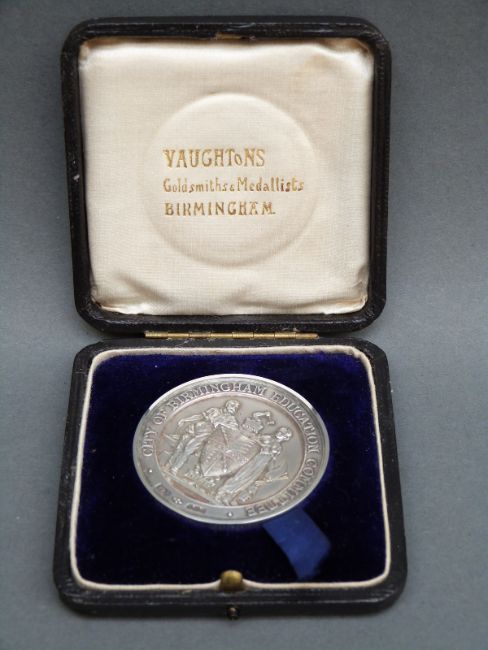 VAUGHTONS
Goldsmiths & Medallists
BIRMINGHAM.
· CITY OF BIRMINGHAM EDUCATION COMMITTEE ·